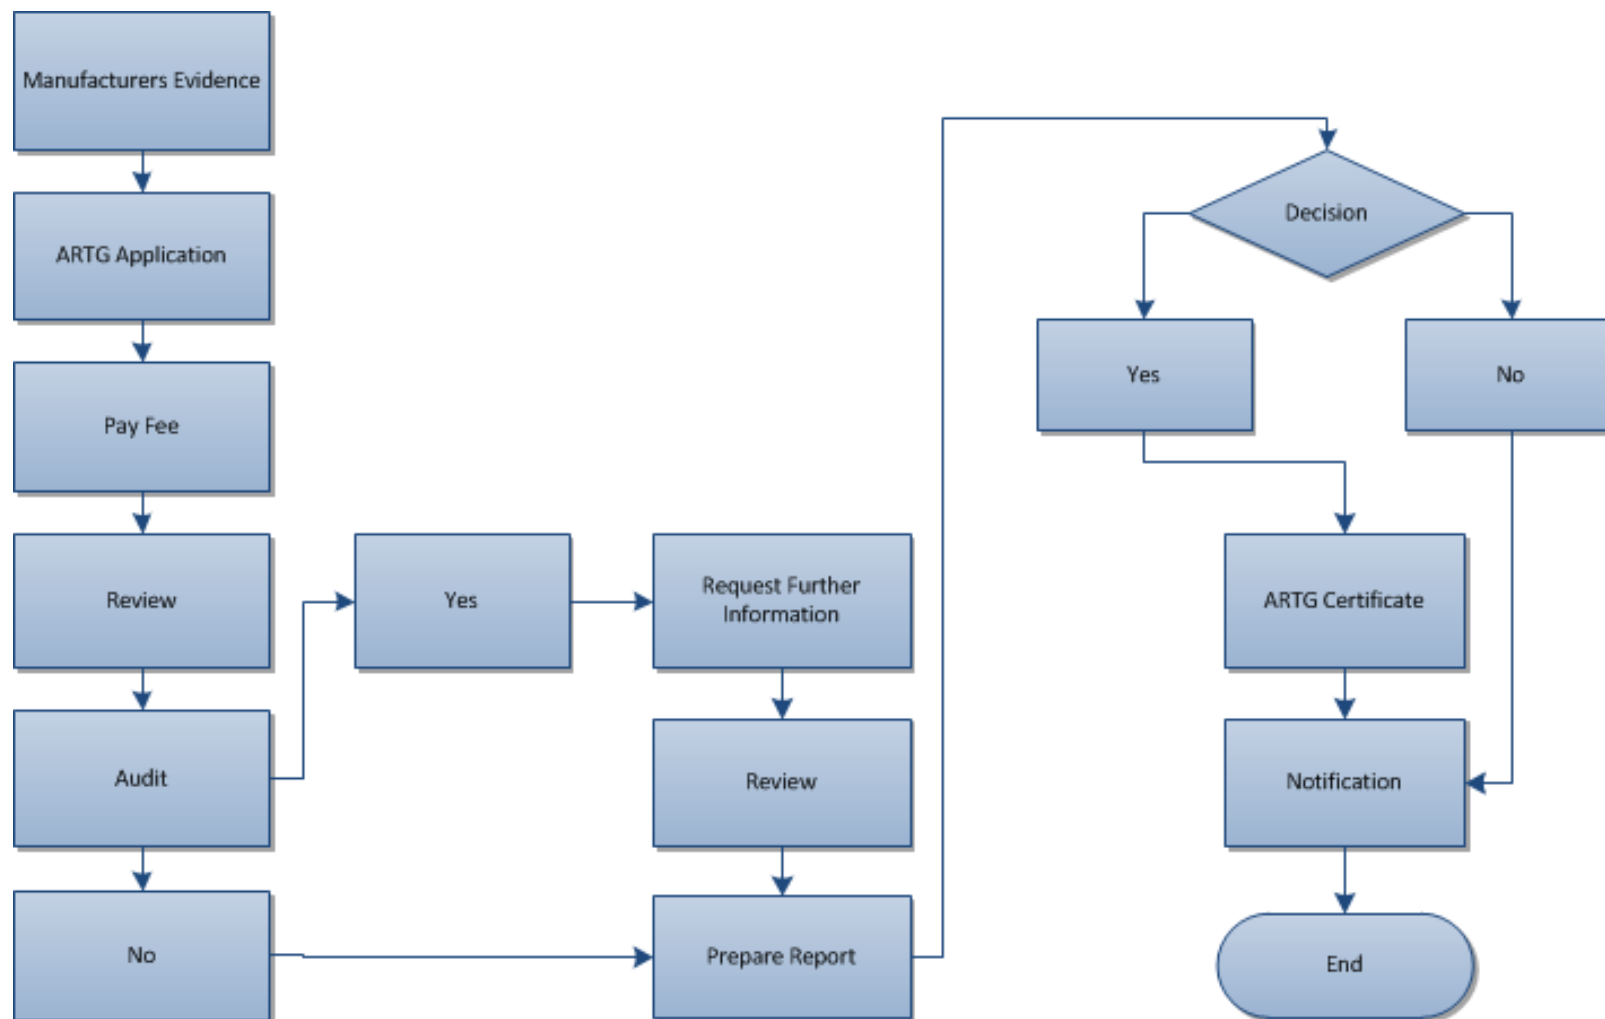 Manufacturers Evidence
ARTG Application
Pay Fee
Review
Audit
No
Yes
Request Further
Information
Review
Prepare Report
Decision
Yes
No
ARTG Certificate
Notification
End